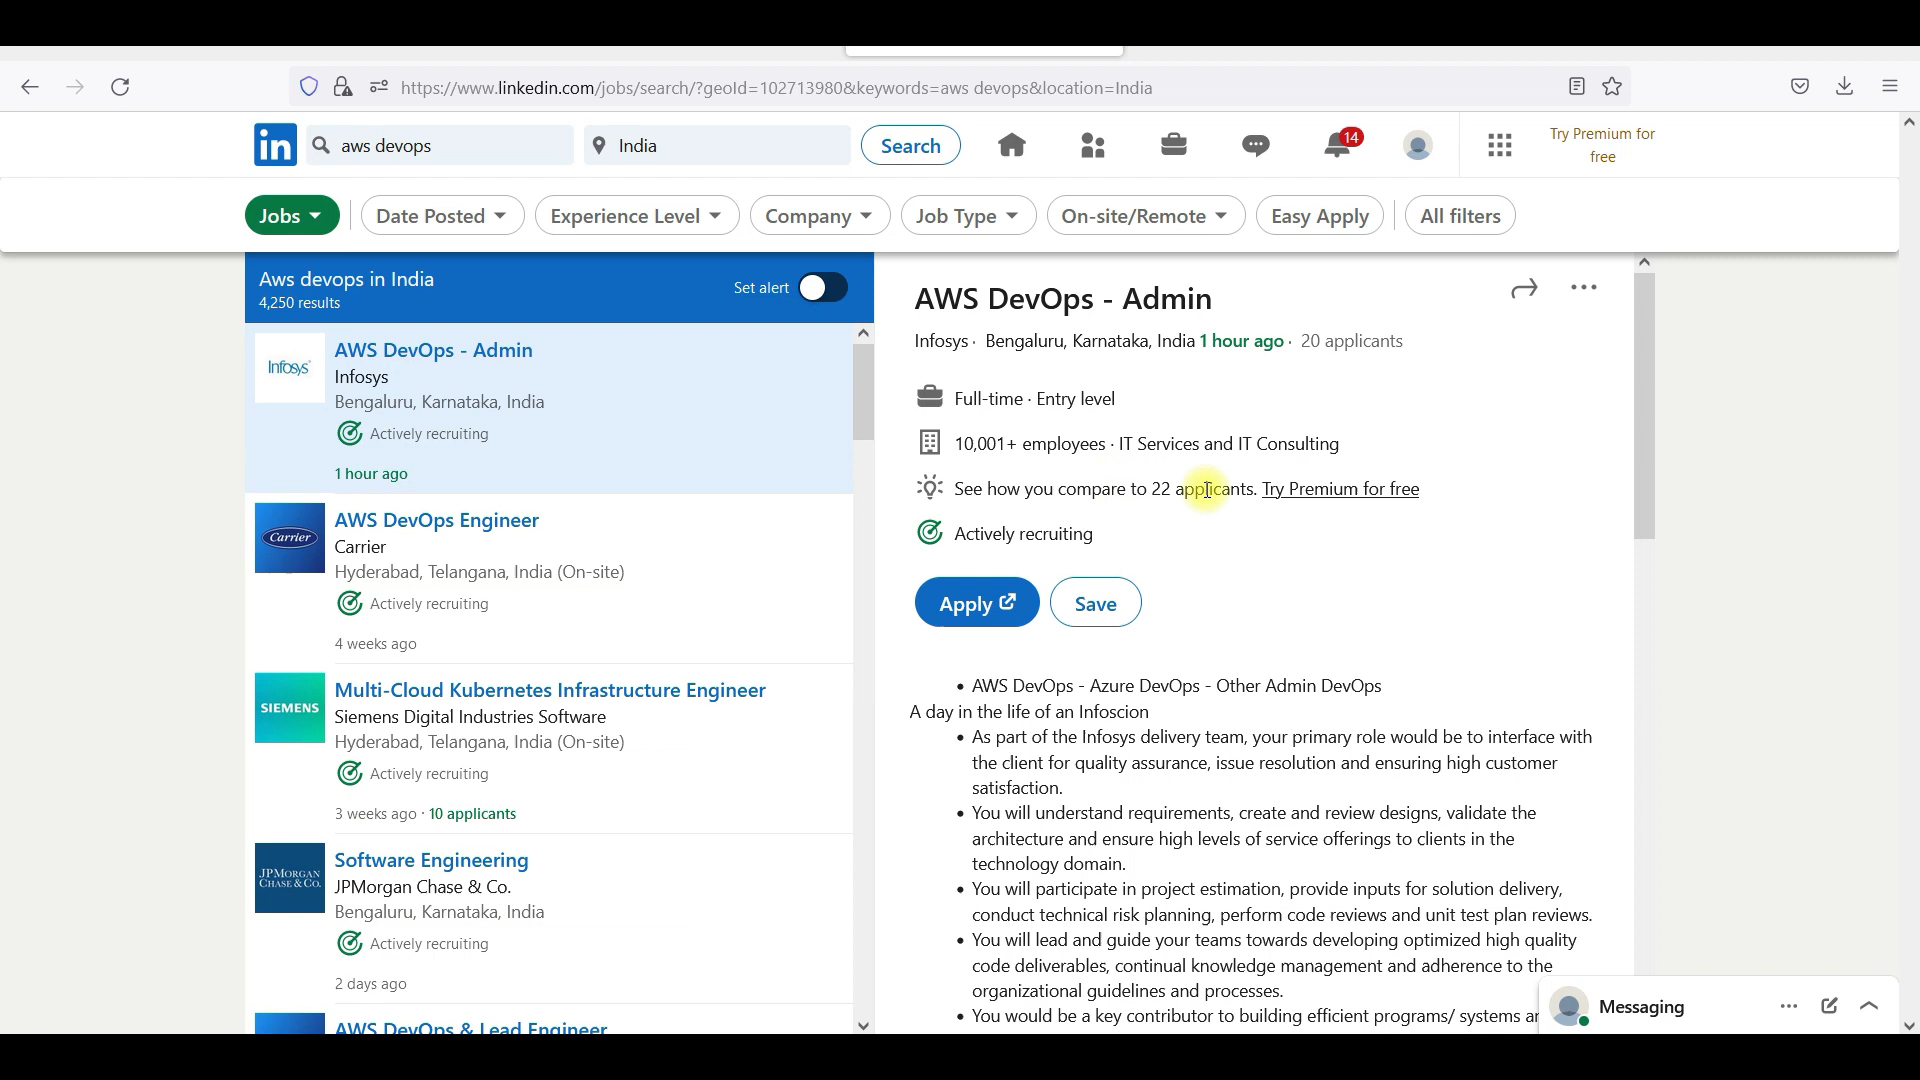 https://www.linkedin.com/jobs/search/?geoId=102713980&keywords=aws devops&location=India
in
aws devops
India
Search
14
Try Premium for
free
Jobs
Date Posted
Experience Level
Company
Job Type
On-site/Remote
Easy Apply
All filters
Aws devops in India
4,250 results
Set alert
Infosys
AWS DevOps - Admin
Infosys
Bengaluru, Karnataka, India
Actively recruiting
1 hour ago
Carrier
AWS DevOps Engineer
Carrier
Hyderabad, Telangana, India (On-site)
Actively recruiting
4 weeks ago
SIEMENS
Multi-Cloud Kubernetes Infrastructure Engineer
Siemens Digital Industries Software
Hyderabad, Telangana, India (On-site)
Actively recruiting
3 weeks ago · 10 applicants
JPMORGAN
CHASE & CO.
Software Engineering
JPMorgan Chase & Co.
Bengaluru, Karnataka, India
Actively recruiting
2 days ago
AWS DevOps & Lead Engineer
AWS DevOps - Admin
Infosys · Bengaluru, Karnataka, India 1 hour ago · 20 applicants
Full-time · Entry level
10,001+ employees · IT Services and IT Consulting
See how you compare to 22 applicants. Try Premium for free
Actively recruiting
Apply
Save
• AWS DevOps - Azure DevOps - Other Admin DevOps
A day in the life of an Infoscion
• As part of the Infosys delivery team, your primary role would be to interface with
the client for quality assurance, issue resolution and ensuring high customer
satisfaction.
• You will understand requirements, create and review designs, validate the
architecture and ensure high levels of service offerings to clients in the
technology domain.
• You will participate in project estimation, provide inputs for solution delivery,
conduct technical risk planning, perform code reviews and unit test plan reviews.
• You will lead and guide your teams towards developing optimized high quality
code deliverables, continual knowledge management and adherence to the
organizational guidelines and processes.
• You would be a key contributor to building efficient programs/ systems
Messaging